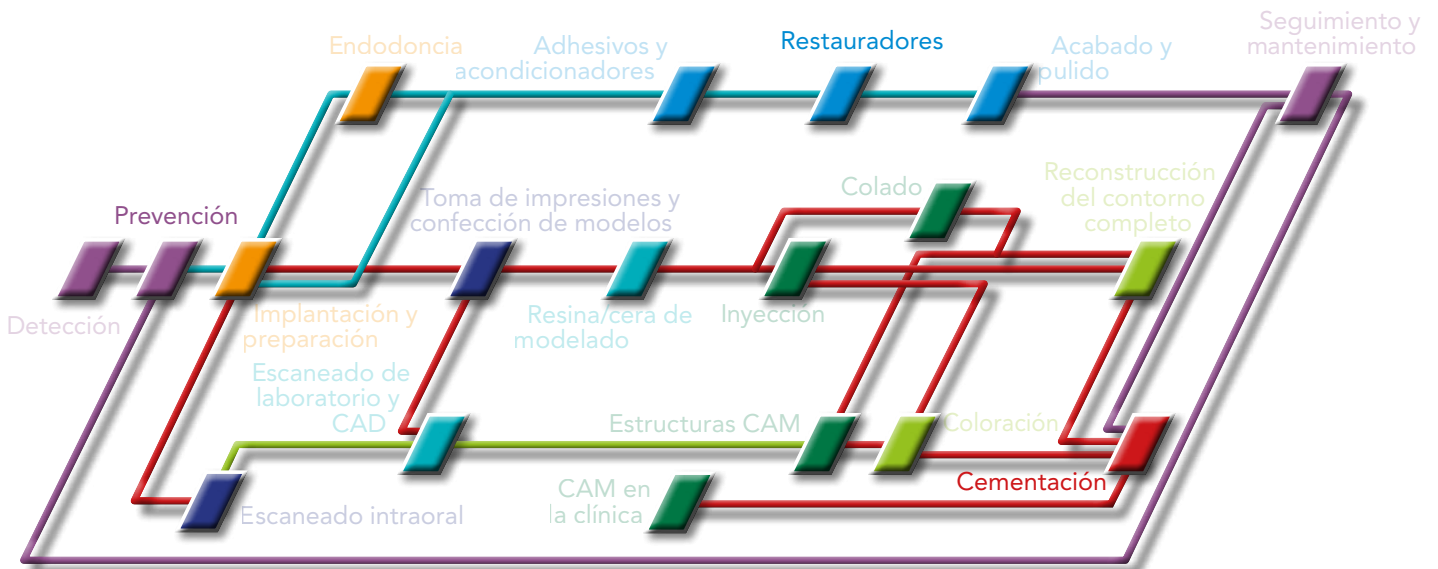 Endodoncia
Adhesivos y
acondicionadores
Restauradores
Acabado y
pulido
Seguimiento y
mantenimiento
Prevención
Detección
Implantación y
preparación
Toma de impresiones y
confección de modelos
Resina/cera de
modelado
Inyección
Colado
Reconstrucción
del contorno
completo
Escaneado de
laboratorio y
CAD
Estructuras CAM
Coloración
Cementación
Escaneado intraoral
CAM en
la clínica